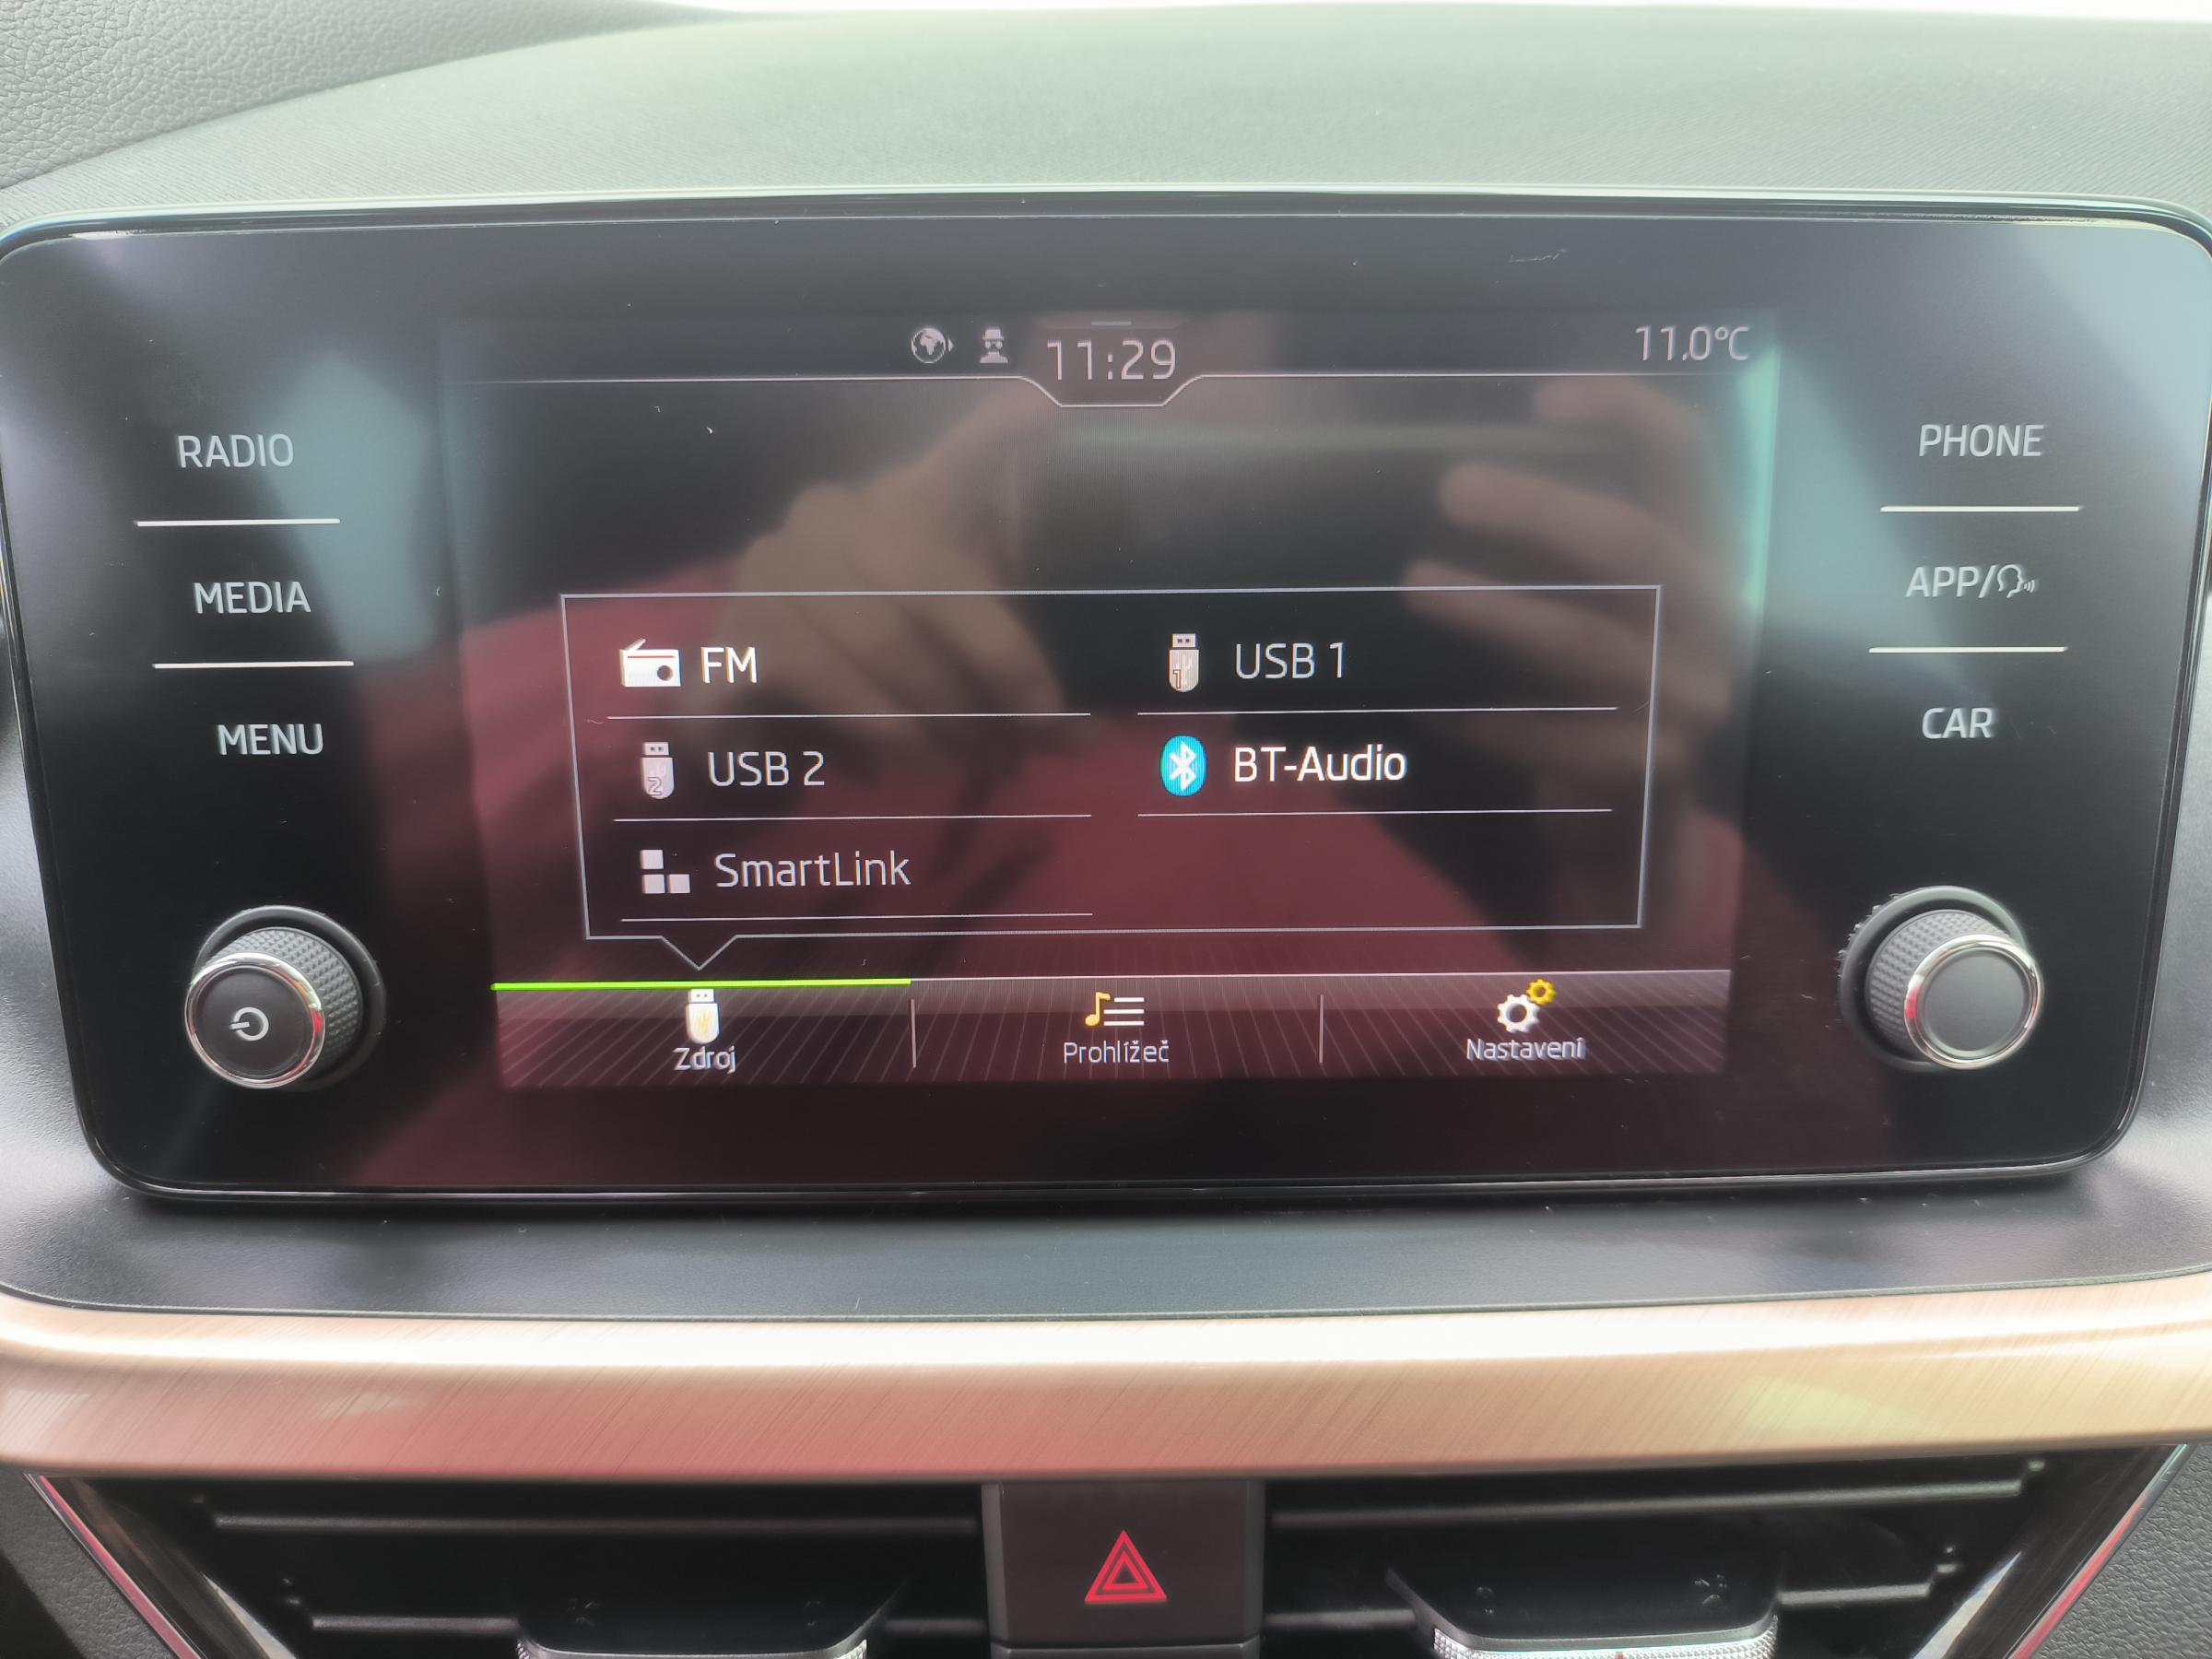 11:29
11.0°C
RADIO
MEDIA
MENU
PHONE
APP/
CAR
FM
USB 1
USB 2
BT-Audio
SmartLink
Zdroj
Prohlížeč
Nastavení